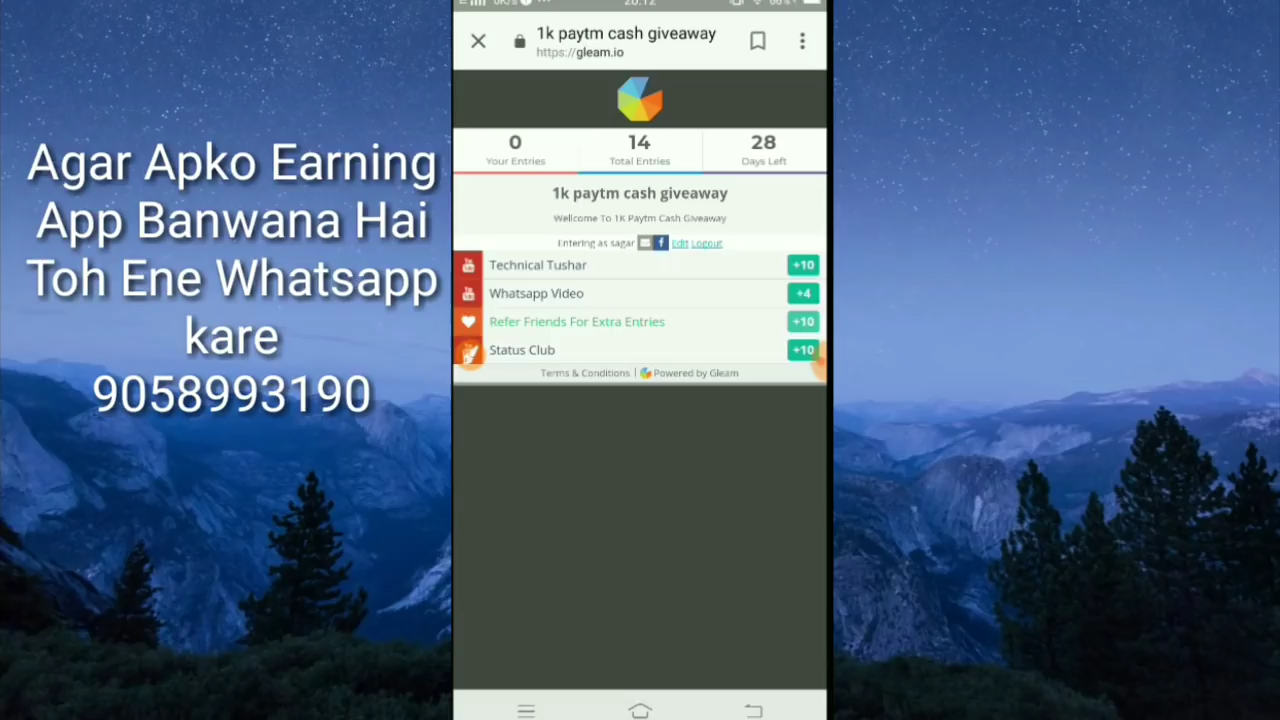 Agar Apko Earning
App Banwana Hai
Toh Ene Whatsapp
kare
9058993190
20:12
1k paytm cash giveaway
https://gleam.io
0 14 28
Your Entries Total Entries Days Left
1k paytm cash giveaway
Wellcome To 1K Paytm Cash Giveaway
Entering as sagar Edit Logout
Technical Tushar +10
Whatsapp Video +4
Refer Friends For Extra Entries +10
Status Club +10
Terms & Conditions | Powered by Gleam